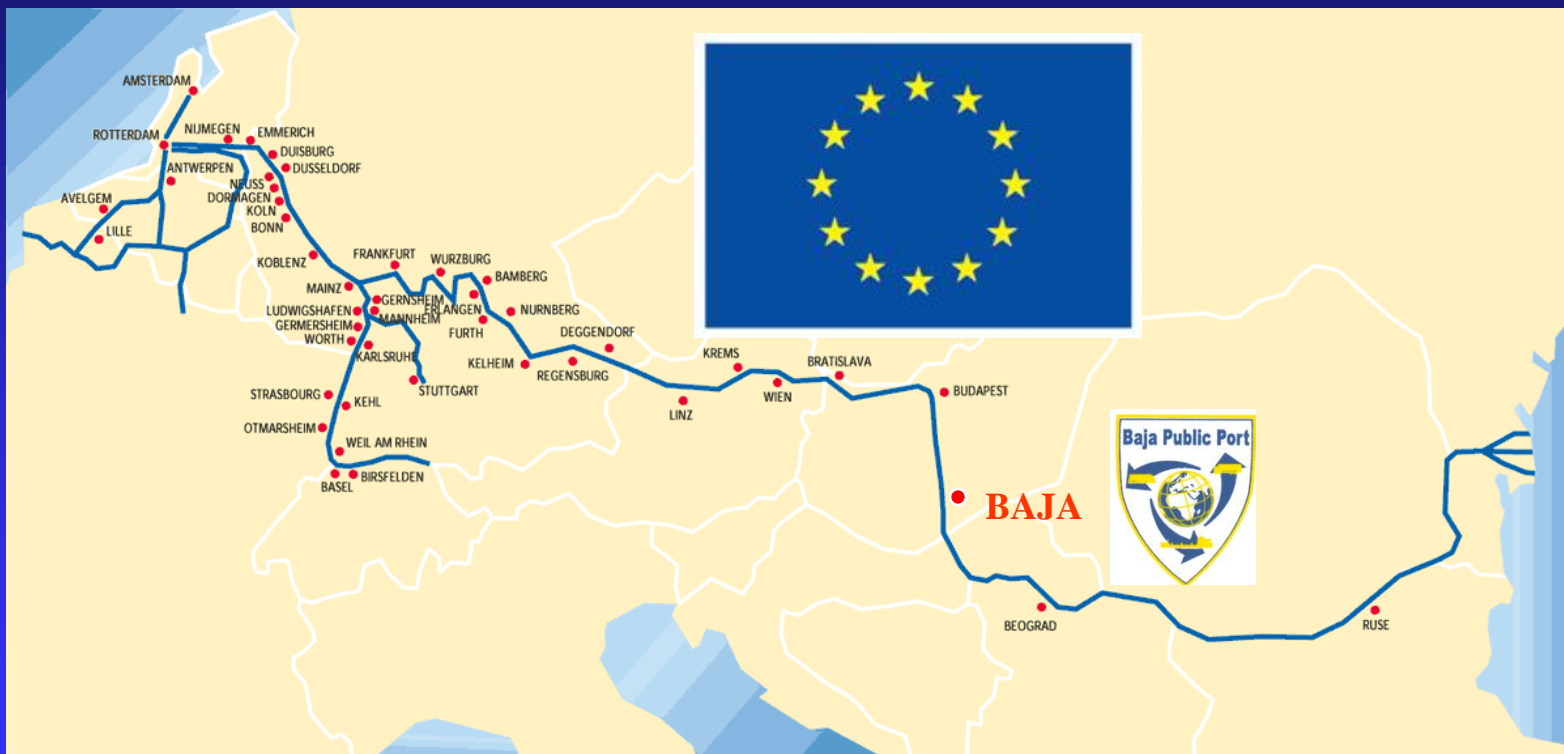 AMSTERDAM
ROTTERDAM
NIJMEGEN
EMMERICH
DUISBURG
DUSSELDORF
ANTWERPEN
NEUSS
DORMAGEN
KOLN
BONN
AVELGEM
LILLE
KOBLENZ
FRANKFURT
WURZBURG
BAMBERG
MAINZ
GERNSHEIM
ERLANGEN
NURNBERG
LUDWIGSHAFEN
MANNHEIM
GERMERSHEIM
FURTH
WORTH
KARLSRUHE
DEGGENDORF
KELHEIM
REGENSBURG
STUTTGART
STRASBOURG
KEHL
OTMARSHEIM
WEIL AM RHEIN
BASEL
BIRSFELDEN
KREMS
BRATISLAVA
LINZ
WIEN
BUDAPEST
Baja Public Port
BAJA
BEOGRAD
RUSE